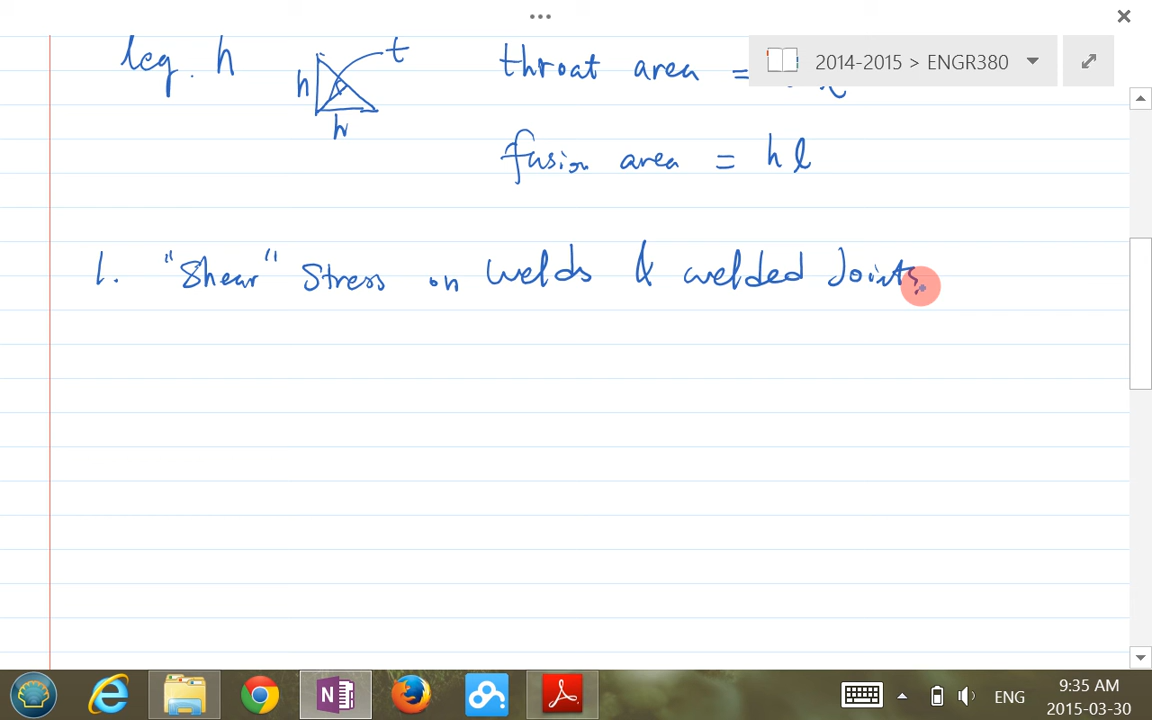 2014-2015 > ENGR380
leg. h
h
t
h
throat area =
fusion area = h l
1. "Shear" Stress on welds & welded Joints.
ENG
9:35 AM
2015-03-30